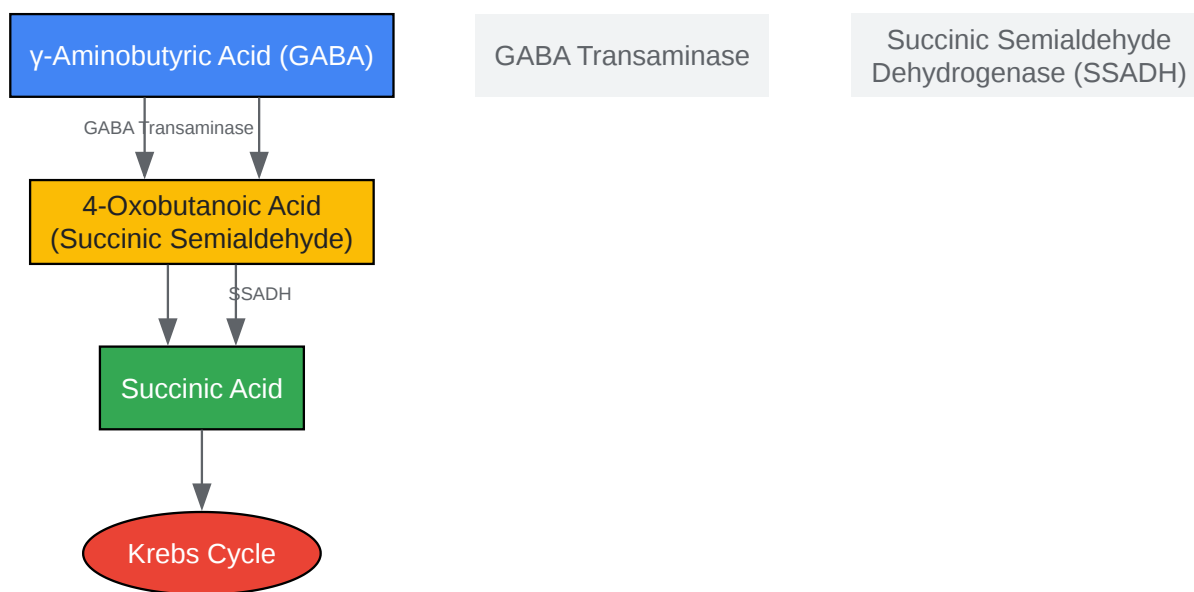 γ-Aminobutyric Acid (GABA)
GABA Transaminase
Succinic Semialdehyde
Dehydrogenase (SSADH)
GABA Transaminase
4-Oxobutanoic Acid
(Succinic Semialdehyde)
SSADH
Succinic Acid
Krebs Cycle